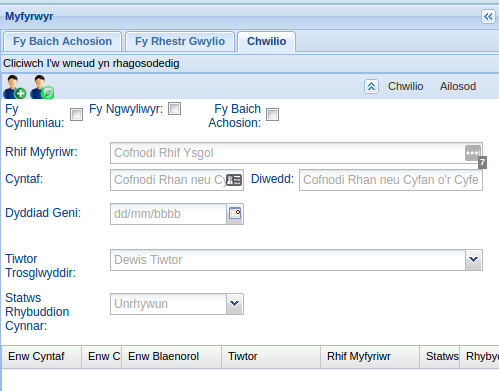 Myfyrwyr
Fy Baich Achosion Fy Rhestr Gwylio Chwilio
Cliciwch I'w wneud yn rhagosodedig
Chwilio Ailosod
Fy Cynlluniau: Fy Ngwyliwyr: Fy Baich Achosion:
Rhif Myfyriwr: Cofnodi Rhif Ysgol 7
Cyntaf: Cofnodi Rhan neu Cy Diwedd: Cofnodi Rhan neu Cyfan o'r Cyfe
Dyddiad Geni: dd/mm/bbbb
Tiwtor Trosglwyddir: Dewis Tiwtor
Statws Rhybuddion Cynnar: Unrhywun
Enw Cyntaf Enw C Enw Blaenorol Tiwtor Rhif Myfyriwr Statws Rhybu